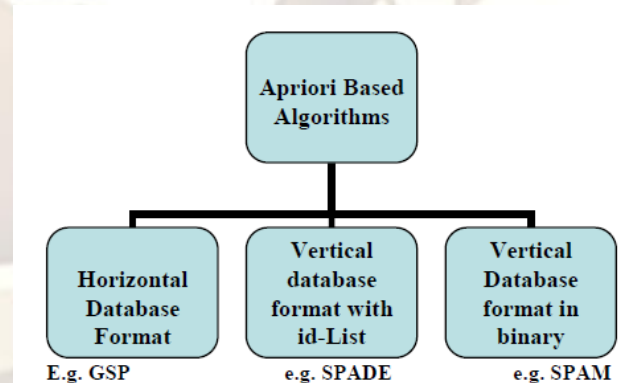 Apriori Based
Algorithms
Horizontal
Database
Format
Vertical
database
format with
id-List
Vertical
Database
format in
binary
E.g. GSP
e.g. SPADE
e.g. SPAM